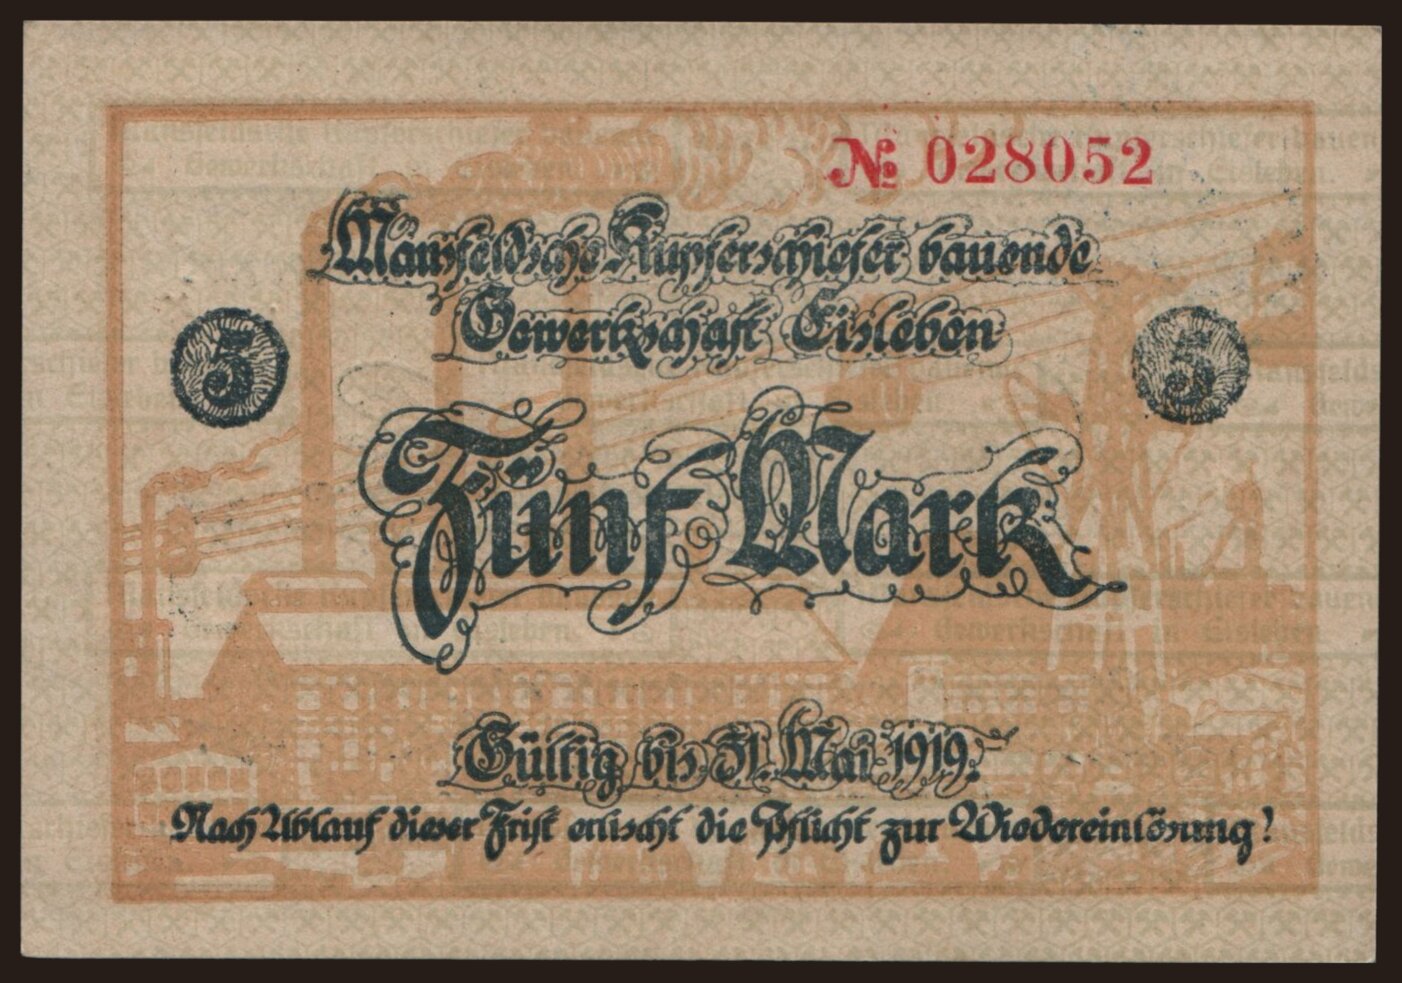 № 028052
Mansfeldsche Kupferschiefer bauende
Gewerkschaft Eisleben
5
5
Fünf Mark
Gültig bis 31. Mai 1919.
Nach Ablauf dieser Frist erlischt die Pflicht zur Wiedereinlösung!